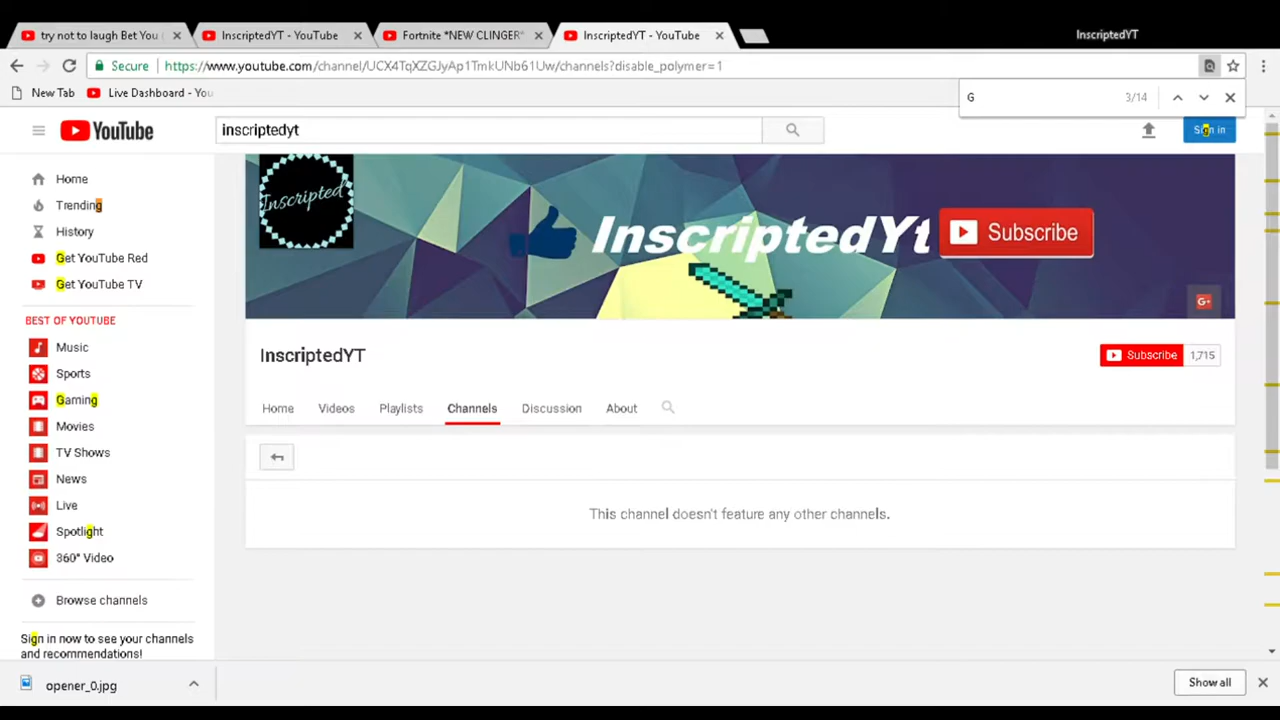 try not to laugh Bet You (
InscriptedYT - YouTube
Fortnite *NEW CLINGER*
InscriptedYT - YouTube
InscriptedYT
Secure
https://www.youtube.com/channel/UCX4TqXZGJyAp1TmkUNb61Uw/channels?disable_polymer=1
New Tab
Live Dashboard - You
G
3/14
YouTube
inscriptedyt
Sign in
Home
Trending
History
Get YouTube Red
Get YouTube TV
BEST OF YOUTUBE
Music
Sports
Gaming
Movies
TV Shows
News
Live
Spotlight
360° Video
Browse channels
Sign in now to see your channels
and recommendations!
Inscripted
InscriptedYt
Subscribe
G+
InscriptedYT
Subscribe
1,715
Home
Videos
Playlists
Channels
Discussion
About
This channel doesn't feature any other channels.
opener_0.jpg
Show all